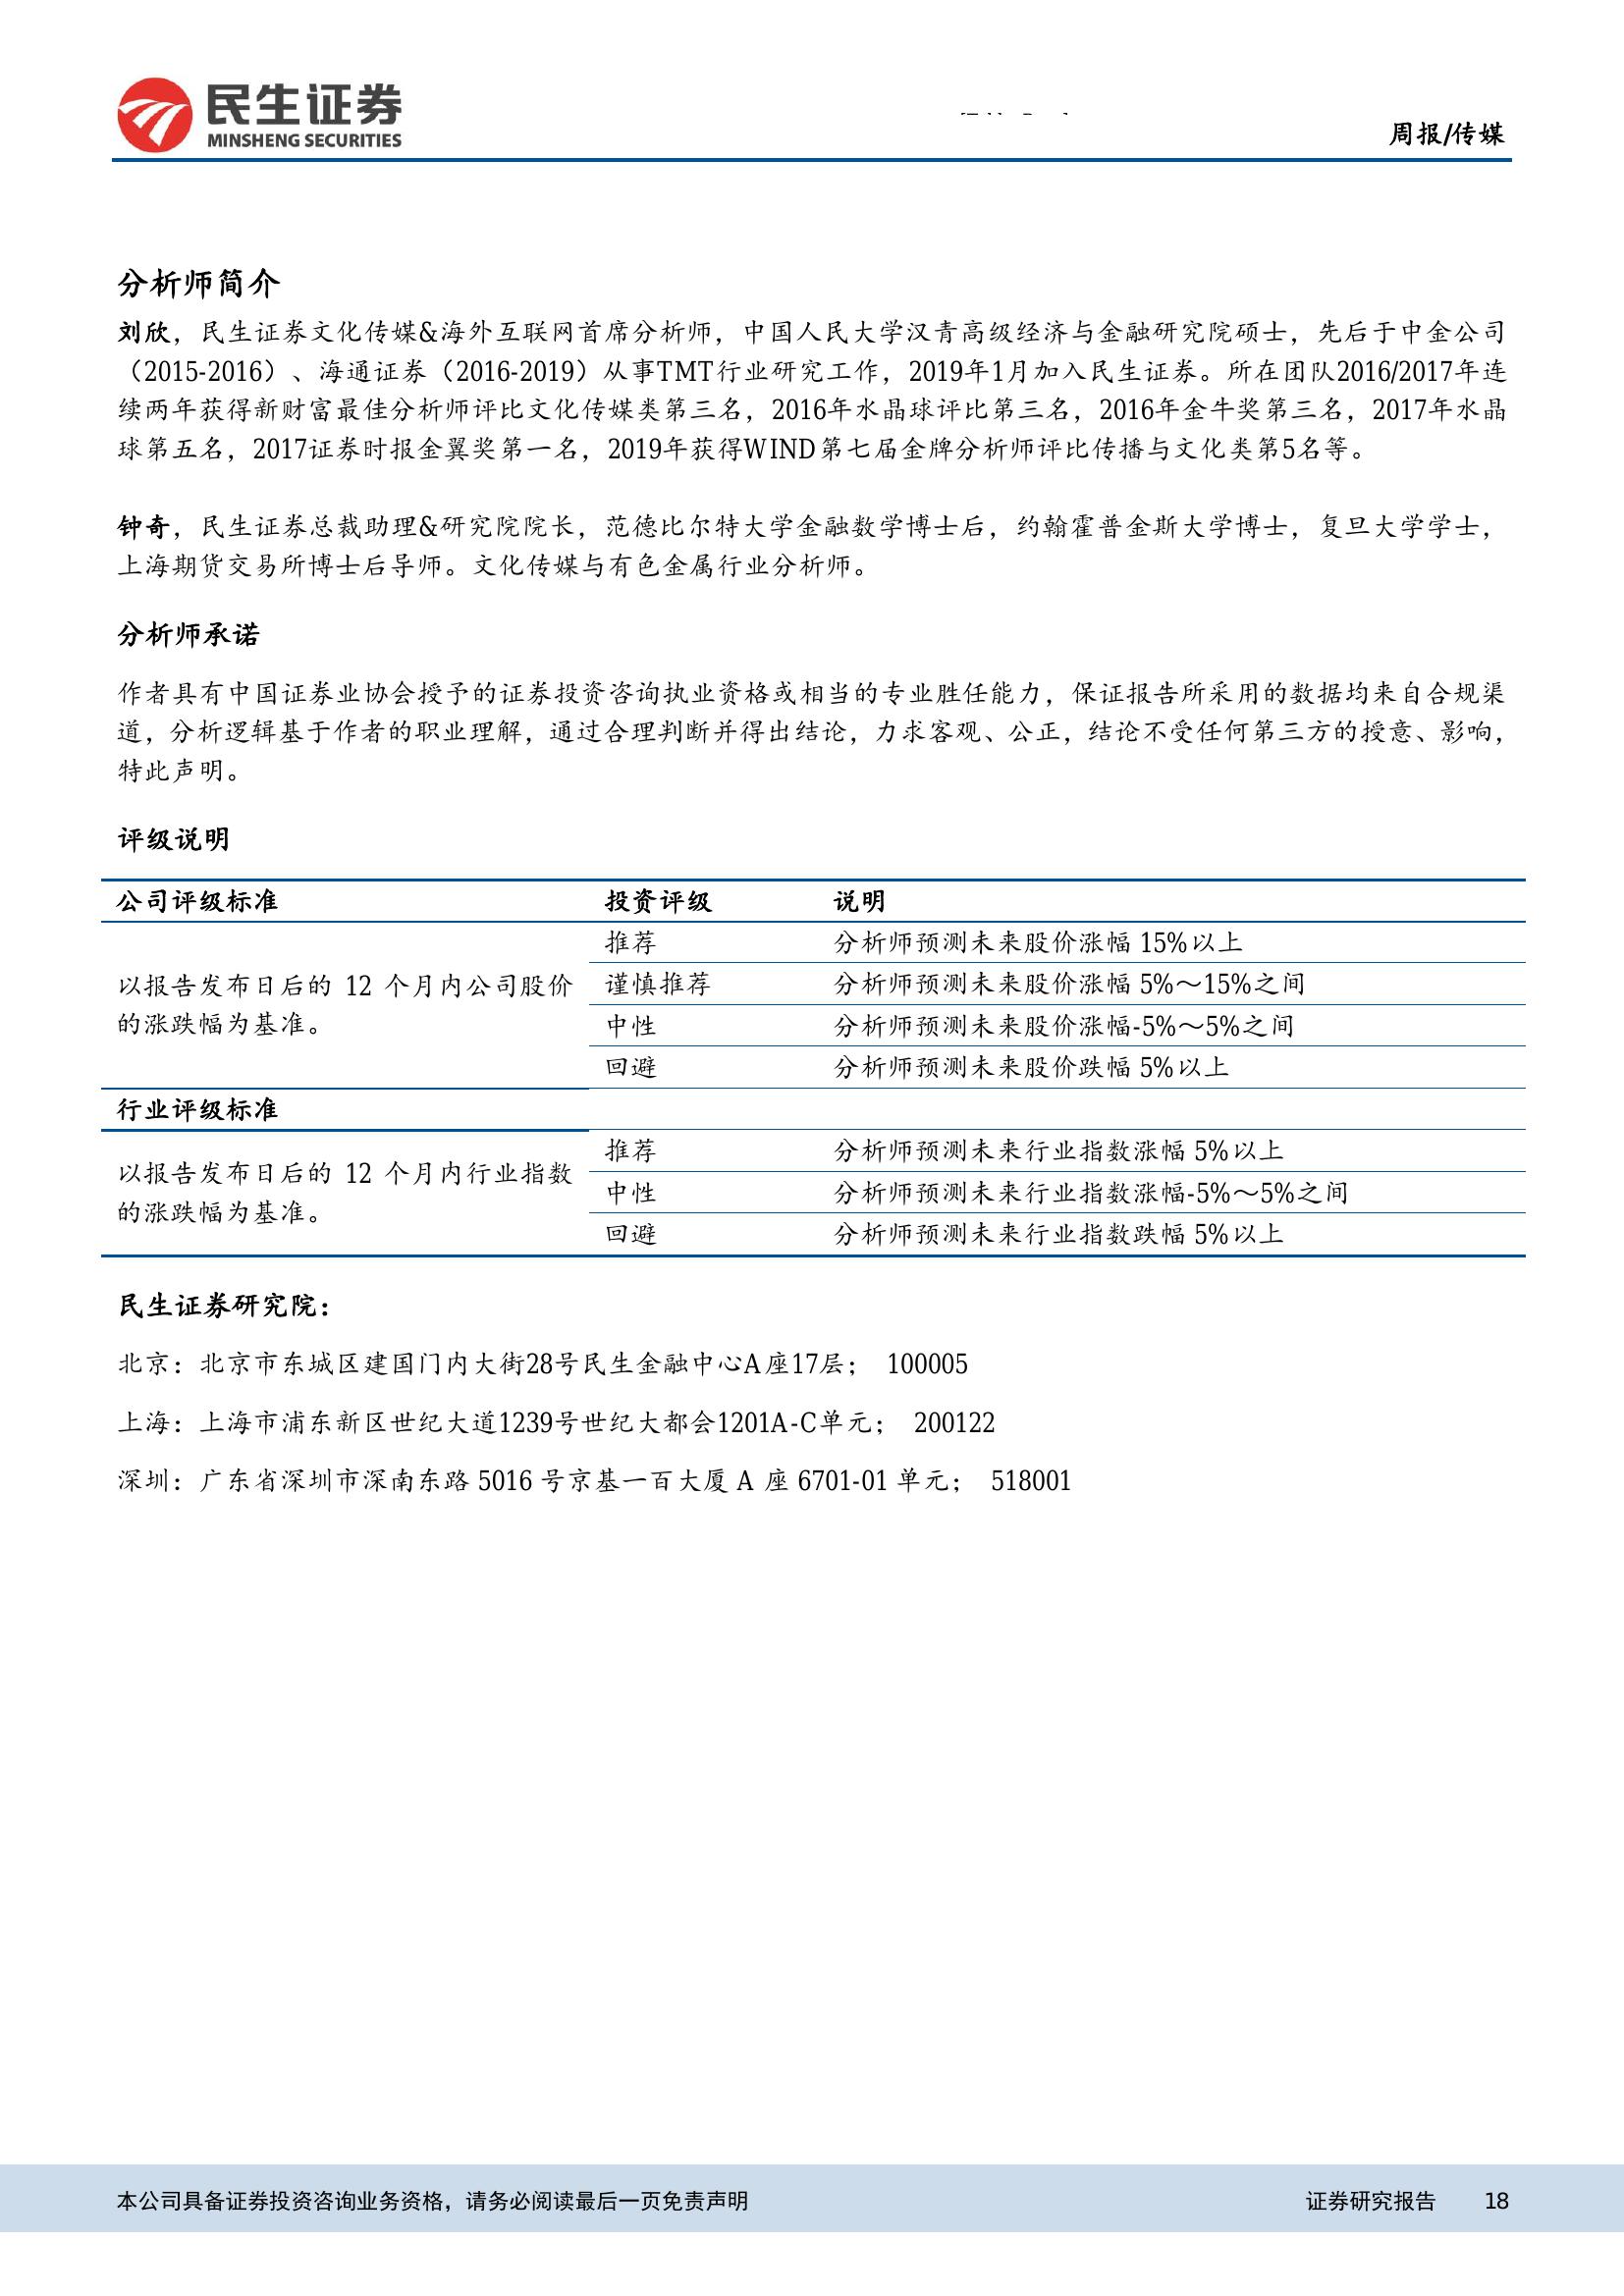 民生证券
MINSHENG SECURITIES
周报/传媒
分析师简介
刘欣，民生证券文化传媒&海外互联网首席分析师，中国人民大学汉青高级经济与金融研究院硕士，先后于中金公司
（2015-2016）、海通证券（2016-2019）从事TMT行业研究工作，2019年1月加入民生证券。所在团队2016/2017年连
续两年获得新财富最佳分析师评比文化传媒类第三名，2016年水晶球评比第三名，2016年金牛奖第三名，2017年水晶
球第五名，2017证券时报金翼奖第一名，2019年获得WIND第七届金牌分析师评比传播与文化类第5名等。
钟奇，民生证券总裁助理&研究院院长，范德比尔特大学金融数学博士后，约翰霍普金斯大学博士，复旦大学学士，
上海期货交易所博士后导师。文化传媒与有色金属行业分析师。
分析师承诺
作者具有中国证券业协会授予的证券投资咨询执业资格或相当的专业胜任能力，保证报告所采用的数据均来自合规渠
道，分析逻辑基于作者的职业理解，通过合理判断并得出结论，力求客观、公正，结论不受任何第三方的授意、影响，
特此声明。
评级说明
公司评级标准 投资评级 说明
以报告发布日后的 12 个月内公司股价
的涨跌幅为基准。
推荐 分析师预测未来股价涨幅 15%以上
谨慎推荐 分析师预测未来股价涨幅 5%～15%之间
中性 分析师预测未来股价涨幅-5%～5%之间
回避 分析师预测未来股价跌幅 5%以上
行业评级标准
以报告发布日后的 12 个月内行业指数
的涨跌幅为基准。
推荐 分析师预测未来行业指数涨幅 5%以上
中性 分析师预测未来行业指数涨幅-5%～5%之间
回避 分析师预测未来行业指数跌幅 5%以上
民生证券研究院：
北京：北京市东城区建国门内大街28号民生金融中心A座17层； 100005
上海：上海市浦东新区世纪大道1239号世纪大都会1201A-C单元； 200122
深圳：广东省深圳市深南东路 5016 号京基一百大厦 A 座 6701-01 单元； 518001
本公司具备证券投资咨询业务资格，请务必阅读最后一页免责声明 证券研究报告 18